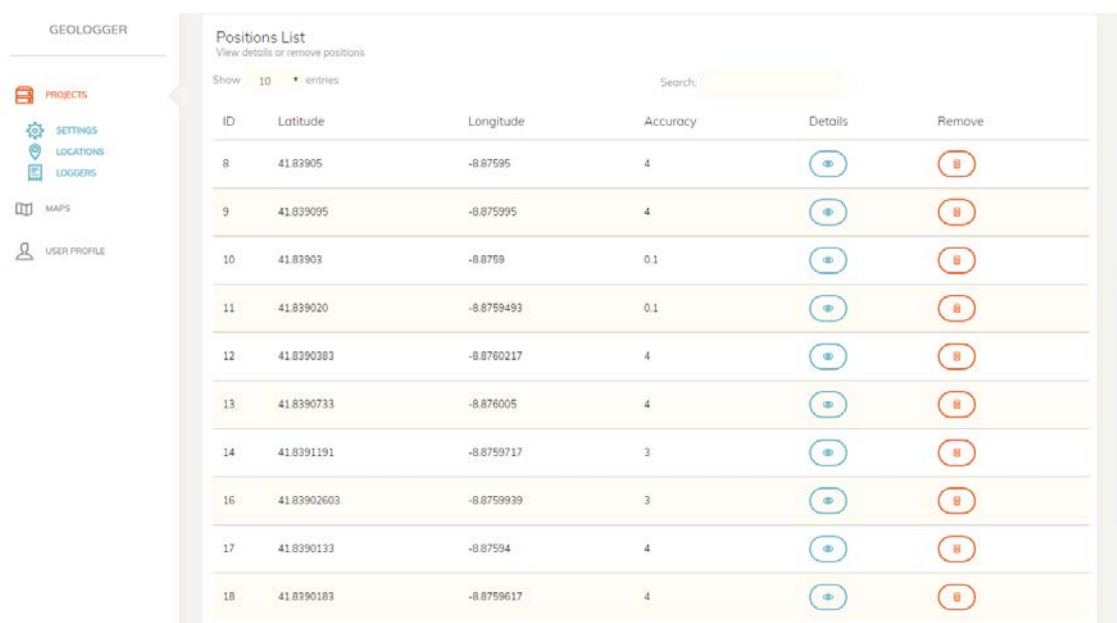 GEOLOGGER
PROJECTS
SETTINGS
LOCATIONS
LOGGERS
MAPS
USER PROFILE
Positions List
View details or remove positions
Show 10 entries
Search:
ID Latitude Longitude Accuracy Details Remove
8 41.83905 -8.87595 4
9 41.839095 -8.875995 4
10 41.83903 -8.8759 0.1
11 41.839020 -8.8759493 0.1
12 41.8390383 -8.8760217 4
13 41.8390733 -8.876005 4
14 41.8391191 -8.8759717 3
16 41.83902603 -8.8759939 3
17 41.8390133 -8.87594 4
18 41.8390183 -8.8759617 4